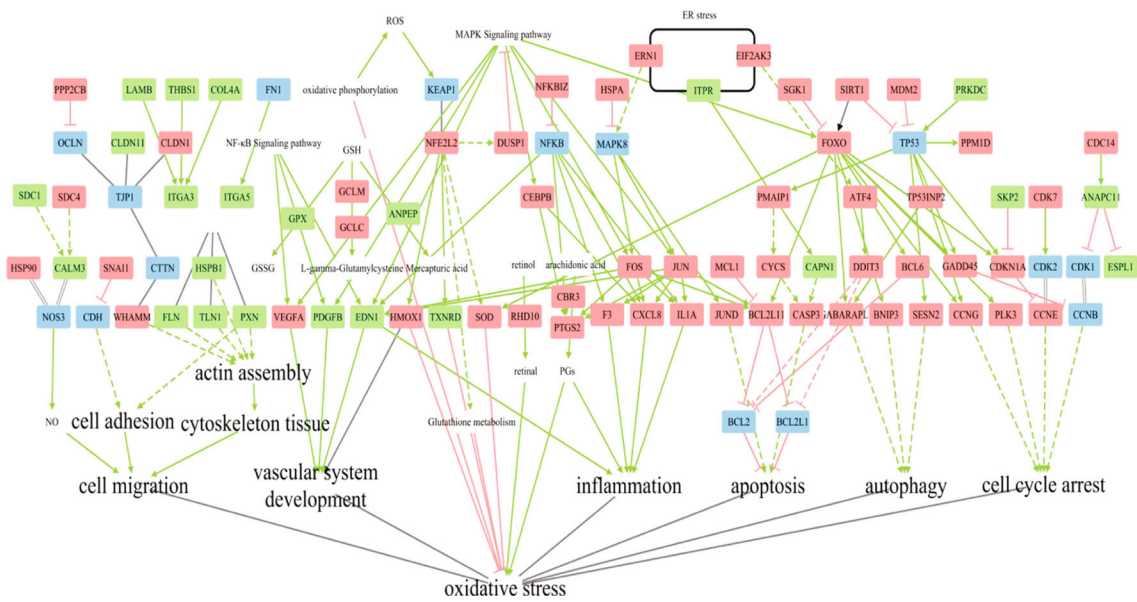 ROS
ER stress
MAPK Signaling pathway
ERN1
EIF2AK3
PPP2CB
LAMB
THBS1
COL4A
FN1
oxidative phosphorylation
KEAP1
NFKBIZ
HSPA
ITPR
SGK1
SIRT1
MDM2
PRKDC
OCLN
CLDN11
CLDN1
NF-κB Signaling pathway
GSH
NFE2L2
DUSP1
NFKB
MAPK8
FOXO
TP53
PPM1D
CDC14
SDC1
SDC4
TJP1
ITGA3
ITGA5
GCLM
GPX
GCLC
ANPEP
CEBPB
PMAIP1
ATF4
TP53INP2
SKP2
CDK7
ANAPC11
HSP90
CALM3
SNAI1
CTTN
HSPB1
GSSG
L-gamma-Glutamylcysteine
Mercapturic acid
retinol
arachidonic acid
FOS
JUN
MCL1
CYCS
CAPN1
DDIT3
BCL6
GADD45
CDKN1A
CDK2
CDK1
ESPL1
NOS3
CDH
WHAMM
FLN
TLN1
PXN
VEGFA
PDGFB
EDN1
HMOX1
TXNRD
SOD
RHD10
CBR3
PTGS2
F3
CXCL8
IL1A
JUND
BCL2L11
CASP3
GABARAPL
BNIP3
SESN2
CCNG
PLK3
CCNE
CCNB
actin assembly
retinal
PGs
NO
cell adhesion
cytoskeleton tissue
Glutathione metabolism
BCL2
BCL2L1
cell migration
vascular system
development
inflammation
apoptosis
autophagy
cell cycle arrest
oxidative stress